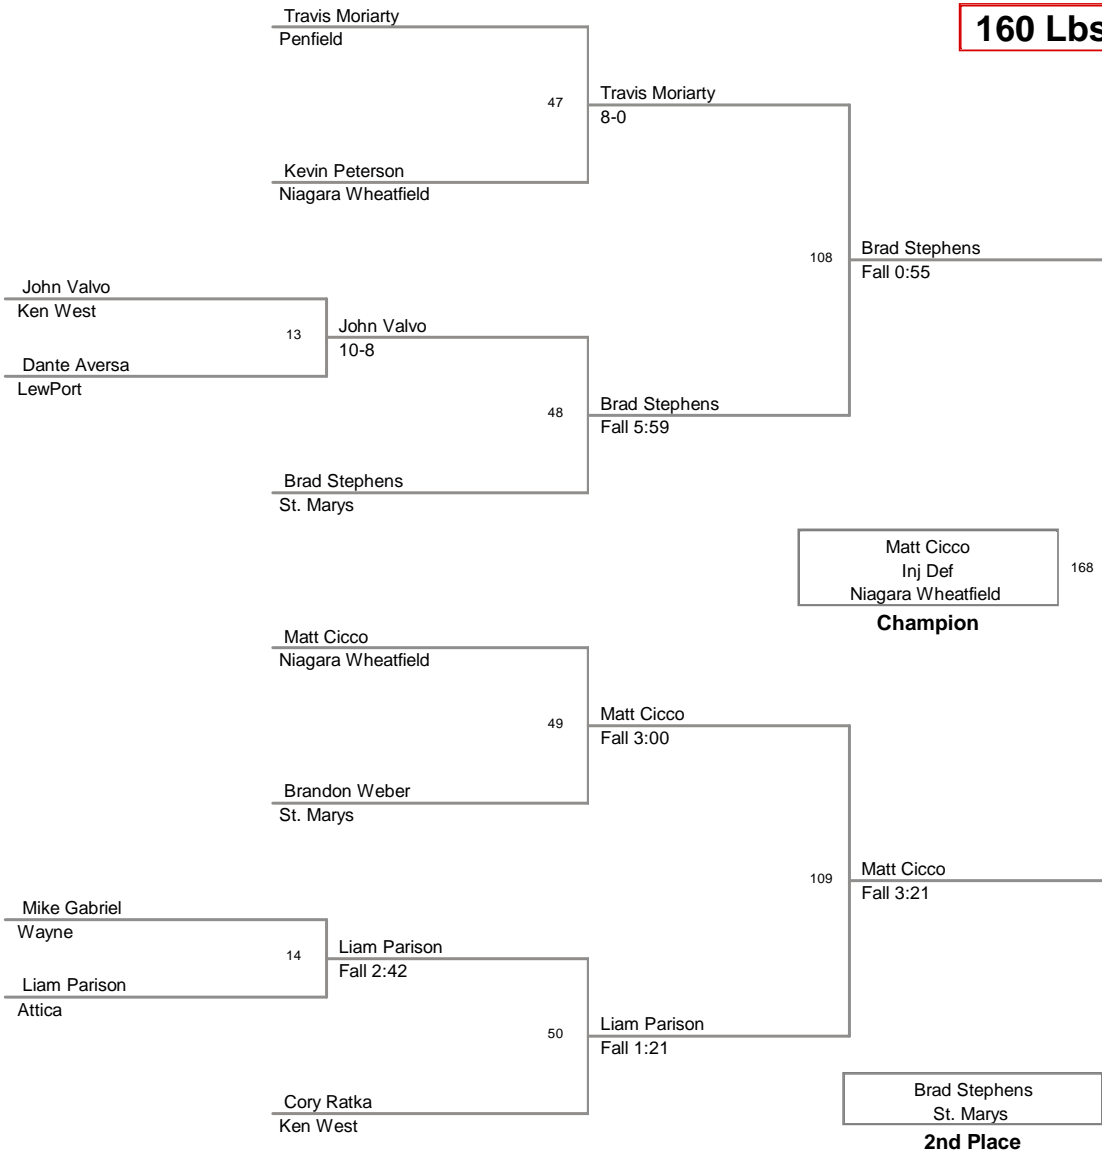 Travis Moriarty
Penfield
160 Lbs
47
Travis Moriarty
8-0
Kevin Peterson
Niagara Wheatfield
108
Brad Stephens
Fall 0:55
John Valvo
Ken West
13
John Valvo
10-8
Dante Aversa
LewPort
48
Brad Stephens
Fall 5:59
Brad Stephens
St. Marys
Matt Cicco
Inj Def
Niagara Wheatfield
168
Champion
Matt Cicco
Niagara Wheatfield
49
Matt Cicco
Fall 3:00
Brandon Weber
St. Marys
109
Matt Cicco
Fall 3:21
Mike Gabriel
Wayne
14
Liam Parison
Fall 2:42
Liam Parison
Attica
50
Liam Parison
Fall 1:21
Cory Ratka
Ken West
Brad Stephens
St. Marys
2nd Place